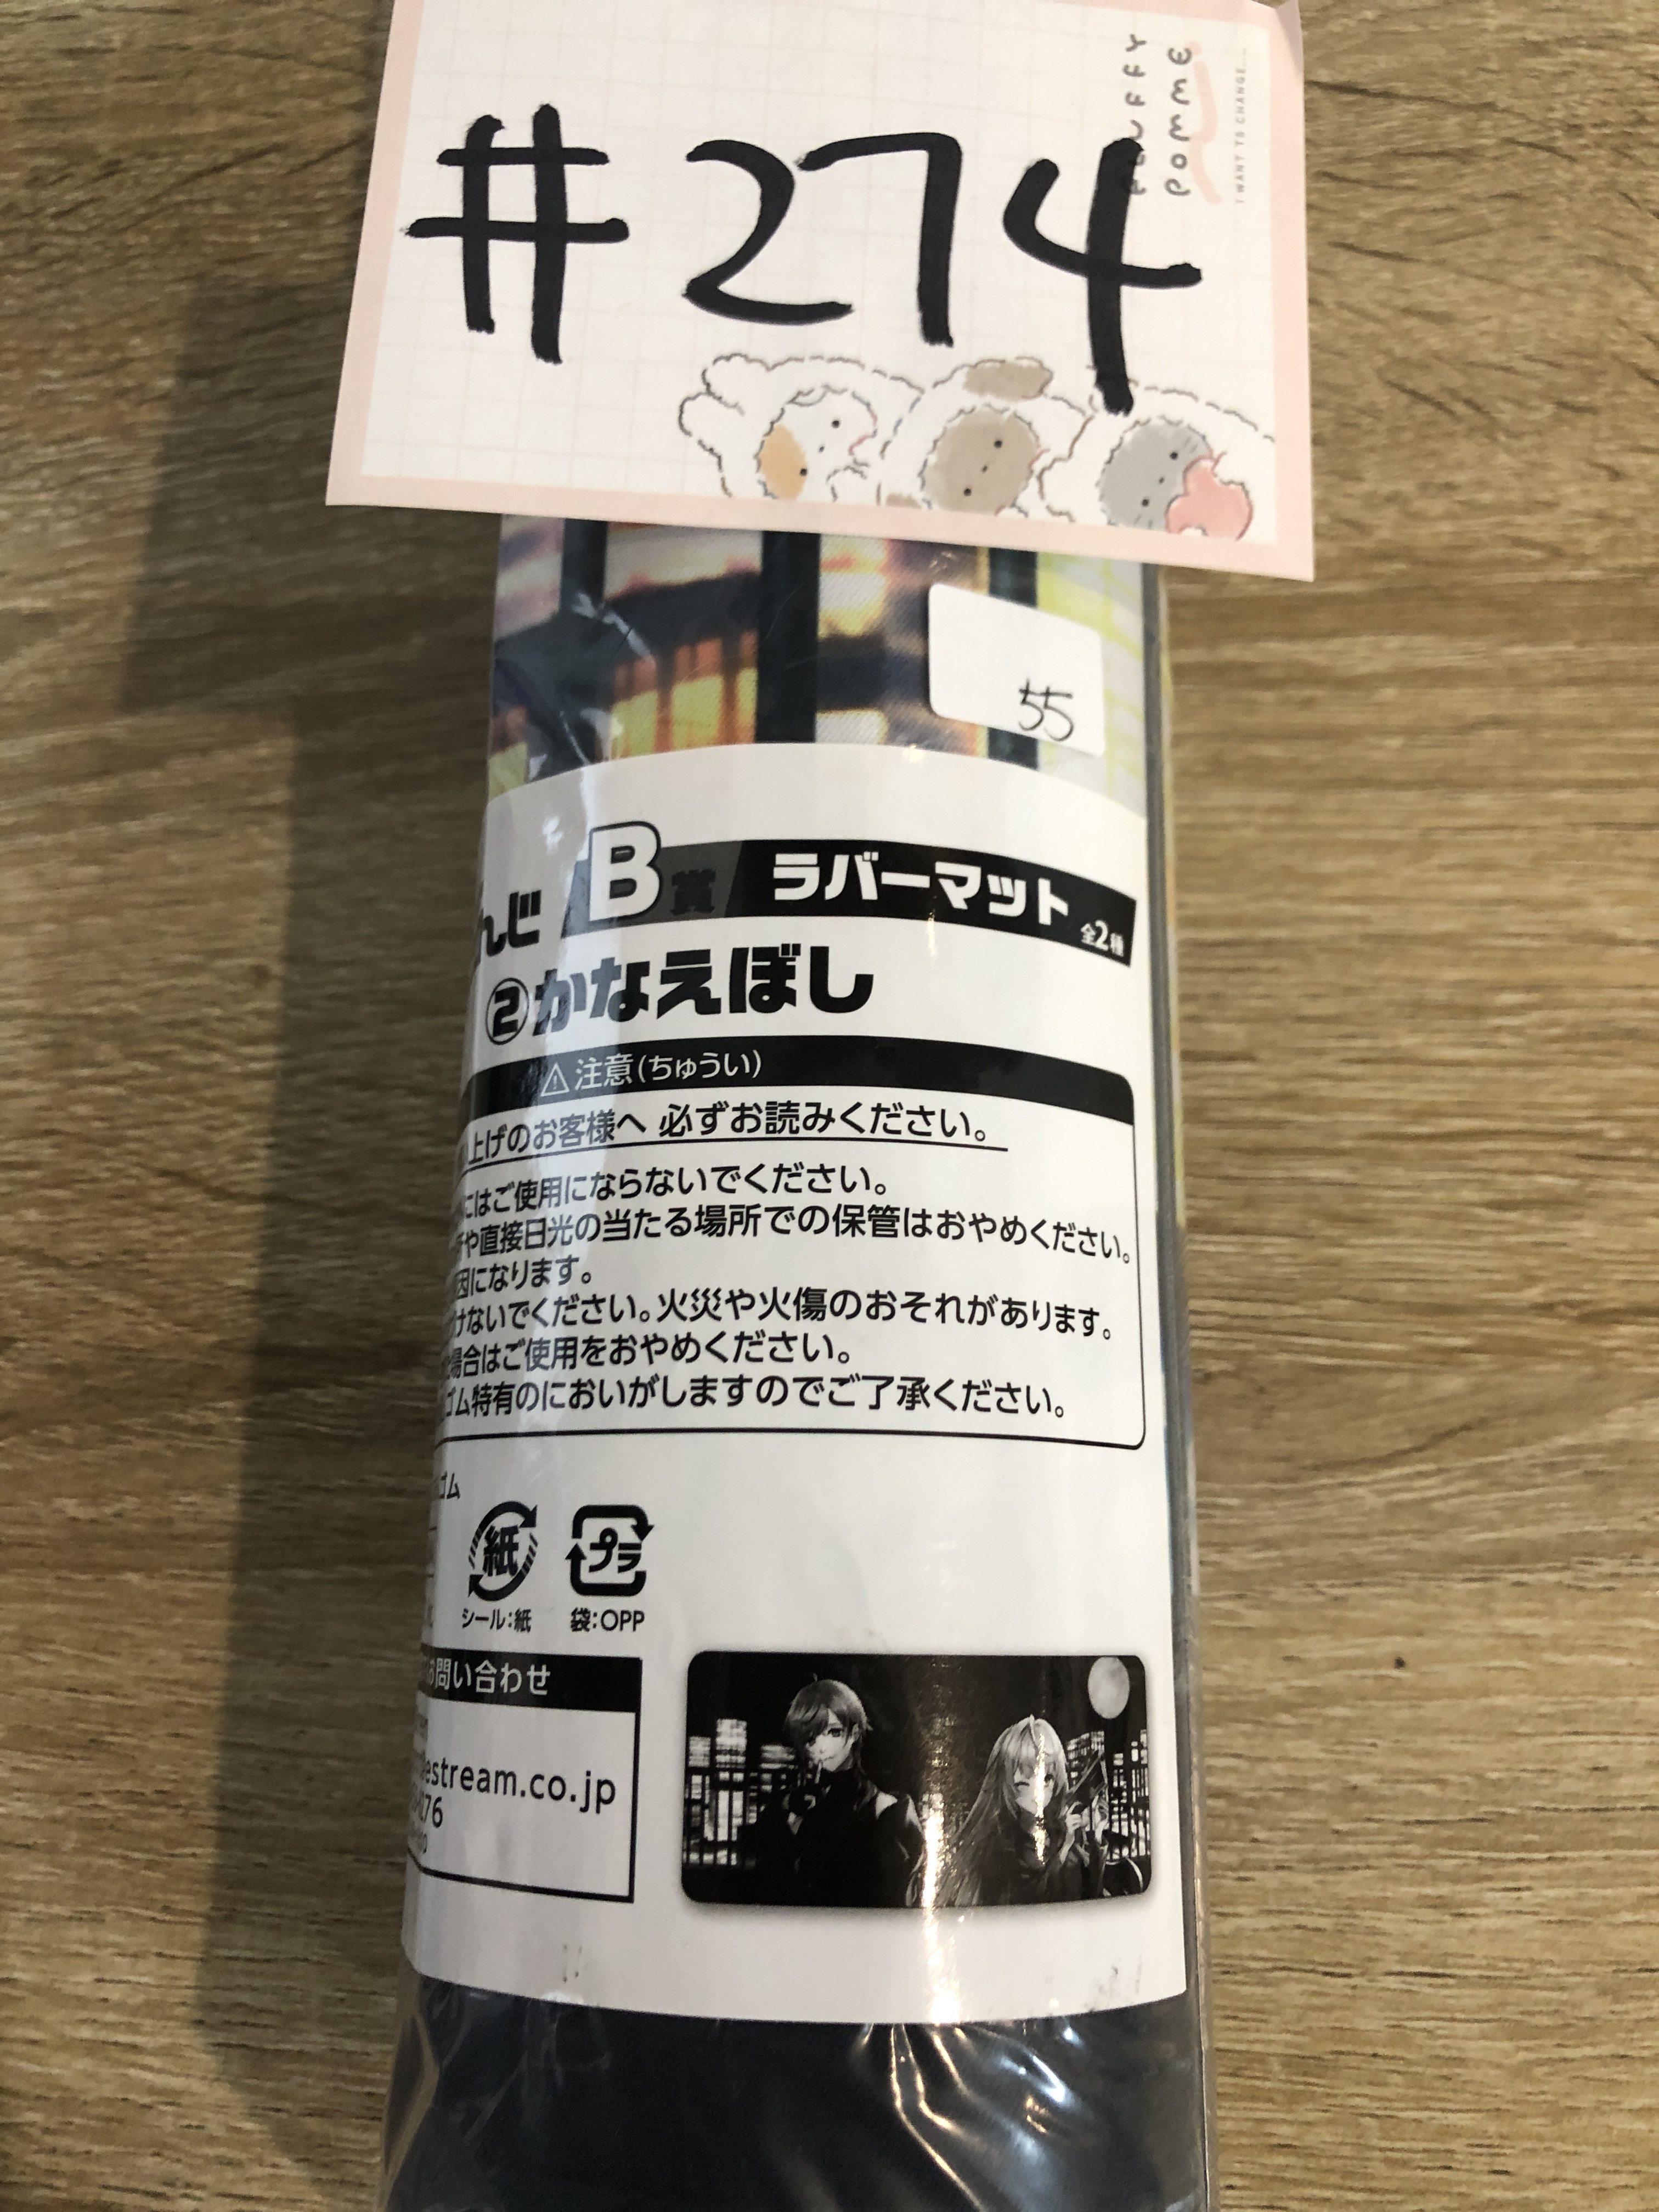 #274
FLUFFY
POMME
I WANT TO CHANGE...
55
んじ B賞 ラバーマット 全2種
②かなえぼし
⚠注意(ちゅうい)
上げのお客様へ 必ずお読みください。
にはご使用にならないでください。
や直接日光の当たる場所での保管はおやめください。
因になります。
けないでください。火災や火傷のおそれがあります。
場合はご使用をおやめください。
ゴム特有のにおいがしますのでご了承ください。
ゴム
紙 プラ
シール:紙 袋:OPP
お問い合わせ
estream.co.jp
76